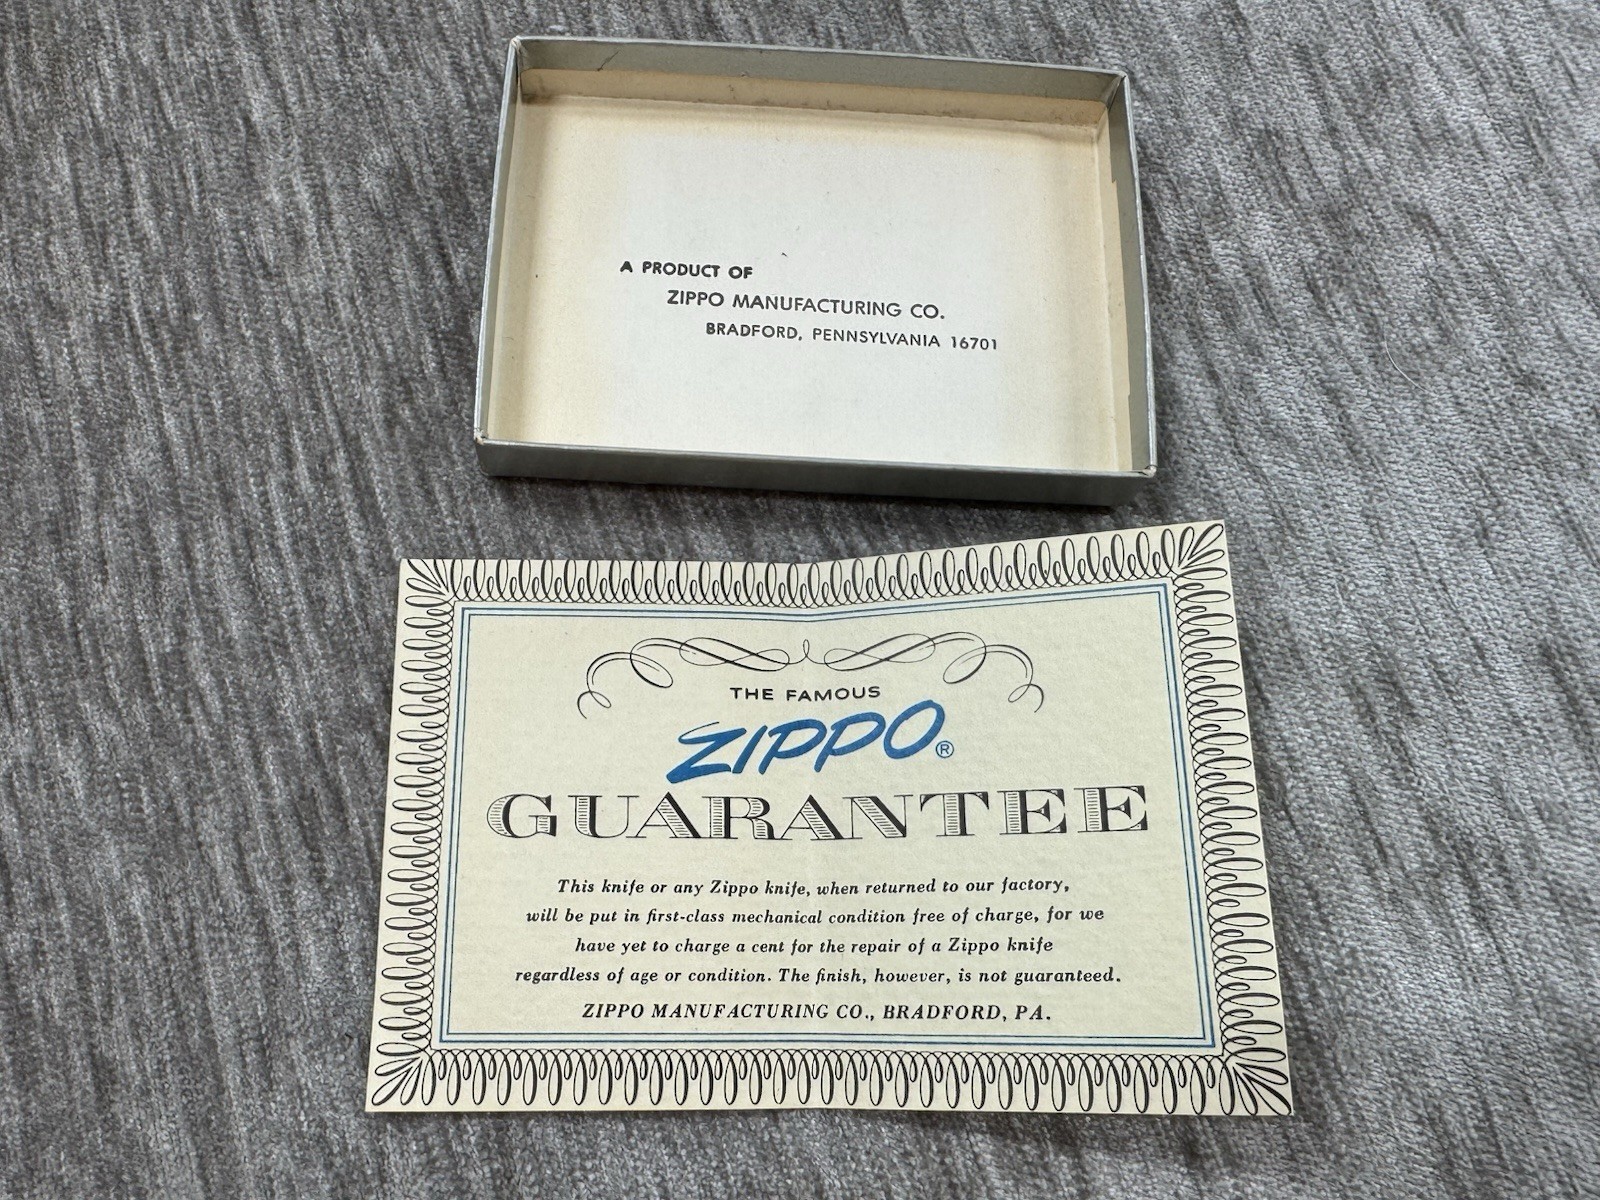 A PRODUCT OF
ZIPPO MANUFACTURING CO.
BRADFORD, PENNSYLVANIA 16701
THE FAMOUS
ZIPPO®
GUARANTEE
This knife or any Zippo knife, when returned to our factory,
will be put in first-class mechanical condition free of charge, for we
have yet to charge a cent for the repair of a Zippo knife
regardless of age or condition. The finish, however, is not guaranteed.
ZIPPO MANUFACTURING CO., BRADFORD, PA.